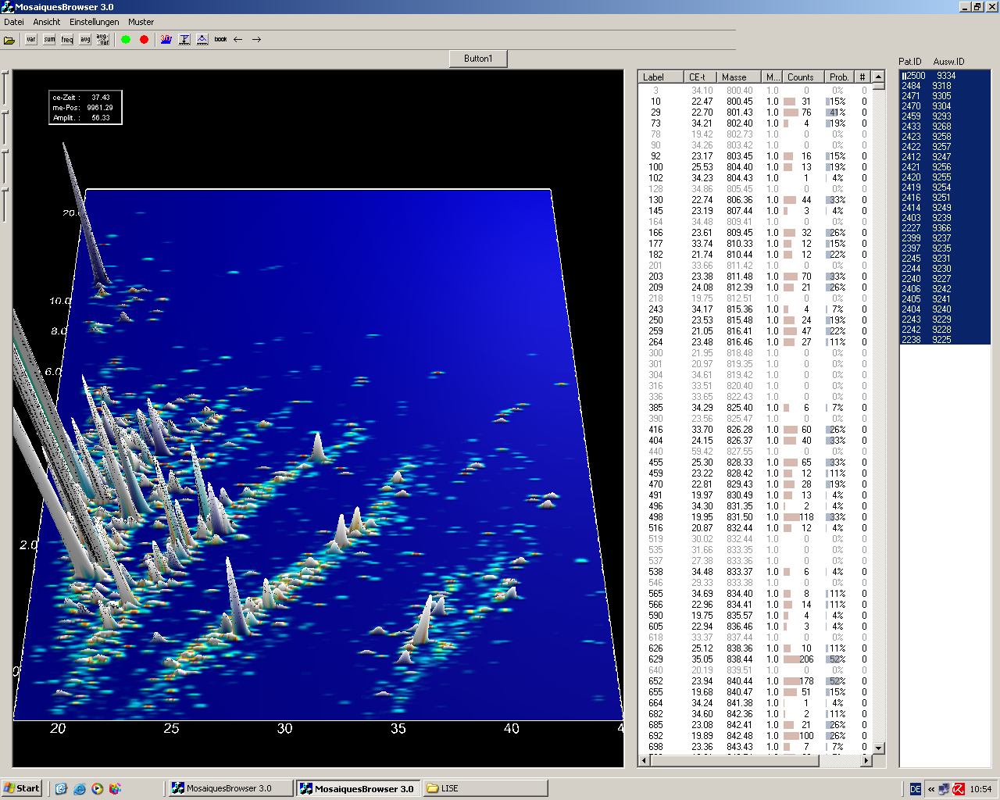 MosaiquesBrowser 3.0
Datei Ansicht Einstellungen Muster
var sum freq avg avg-var 3D book
Button1
ce-Zeit : 37.43
me-Pos: 9961.29
Amplit. : 56.33
20.
10.0
8.0
6.0
2.0
0
20 25 30 35 40 4
Label CE-t Masse M... Counts Prob. #
3 34.10 800.40 1.0 0 0% 0
10 22.47 800.45 1.0 31 15% 0
29 22.70 801.43 1.0 76 41% 0
73 34.21 802.40 1.0 4 19% 0
78 19.42 802.73 1.0 0 0% 0
90 34.26 803.42 1.0 0 0% 0
92 23.17 803.45 1.0 16 15% 0
100 25.53 804.40 1.0 13 19% 0
102 34.23 804.43 1.0 1 4% 0
128 34.86 805.45 1.0 0 0% 0
130 22.74 806.36 1.0 44 33% 0
145 23.19 807.44 1.0 3 4% 0
164 34.48 809.41 1.0 0 0% 0
166 23.61 809.45 1.0 32 26% 0
177 33.74 810.33 1.0 12 15% 0
182 21.74 810.44 1.0 12 22% 0
201 33.66 811.42 1.0 0 0% 0
203 23.38 811.48 1.0 70 33% 0
209 24.08 812.39 1.0 21 26% 0
218 19.75 812.51 1.0 0 0% 0
243 34.17 815.36 1.0 4 7% 0
250 23.53 815.48 1.0 24 19% 0
259 21.05 816.41 1.0 47 22% 0
264 23.48 816.46 1.0 27 11% 0
300 21.95 818.48 1.0 0 0% 0
301 20.97 819.35 1.0 0 0% 0
304 34.61 819.42 1.0 0 0% 0
316 33.51 820.40 1.0 0 0% 0
336 33.65 822.43 1.0 0 0% 0
385 34.29 825.40 1.0 6 7% 0
390 23.56 825.47 1.0 0 0% 0
416 33.70 826.28 1.0 60 26% 0
404 24.15 826.37 1.0 40 33% 0
440 59.42 827.55 1.0 0 0% 0
455 25.30 828.33 1.0 65 33% 0
459 23.22 828.42 1.0 12 11% 0
470 22.81 829.43 1.0 28 19% 0
491 19.97 830.49 1.0 13 4% 0
496 34.30 831.35 1.0 2 4% 0
498 19.95 831.50 1.0 118 33% 0
516 20.87 832.44 1.0 12 4% 0
519 30.02 832.44 1.0 0 0% 0
535 31.66 833.35 1.0 0 0% 0
537 27.38 833.36 1.0 0 0% 0
538 34.48 833.37 1.0 6 4% 0
546 29.33 833.38 1.0 0 0% 0
565 34.69 834.40 1.0 8 11% 0
566 22.96 834.41 1.0 14 11% 0
590 19.75 835.57 1.0 4 4% 0
605 22.94 836.46 1.0 3 4% 0
618 33.37 837.44 1.0 0 0% 0
626 25.12 838.36 1.0 10 11% 0
629 35.05 838.44 1.0 206 52% 0
640 20.19 839.51 1.0 0 0% 0
652 23.94 840.44 1.0 178 52% 0
655 19.68 840.47 1.0 51 15% 0
664 34.24 841.38 1.0 1 4% 0
682 34.60 842.36 1.0 2 11% 0
685 23.08 842.41 1.0 21 26% 0
692 19.89 842.48 1.0 100 26% 0
698 23.36 843.43 1.0 7 7% 0
Pat.ID Ausw.ID
2500 9334
2484 9318
2471 9305
2470 9304
2459 9293
2433 9268
2423 9258
2422 9257
2412 9247
2421 9256
2420 9255
2419 9254
2416 9251
2414 9249
2403 9239
2227 9366
2399 9237
2397 9235
2245 9231
2244 9230
2240 9227
2406 9242
2405 9241
2404 9240
2243 9229
2242 9228
2238 9225
Start MosaiquesBrowser 3.0 MosaiquesBrowser 3.0 LISE DE « 10:54